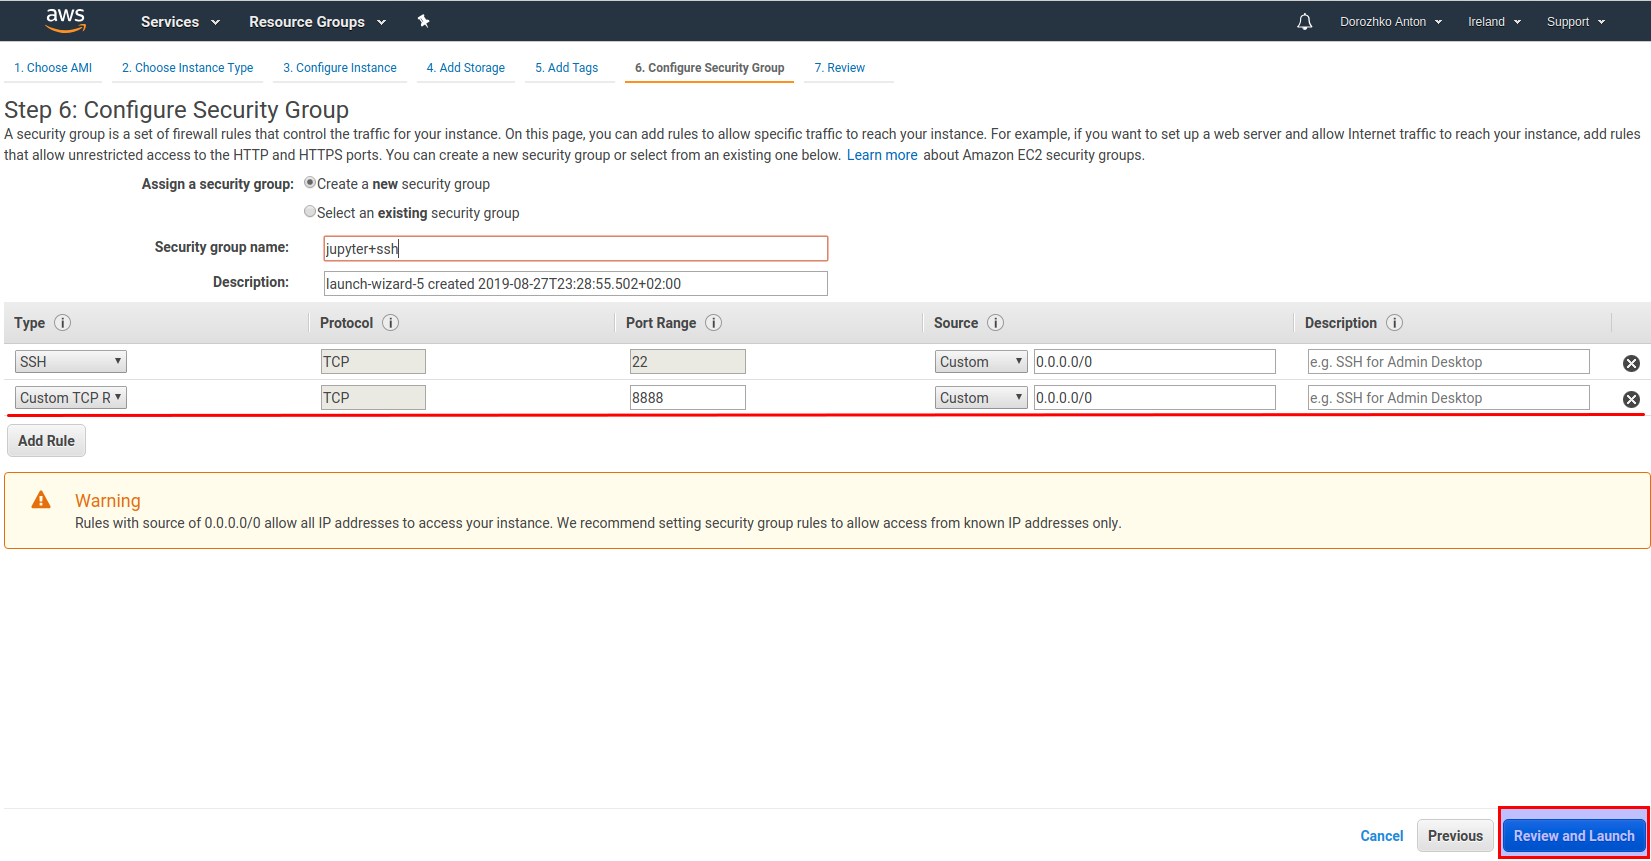 aws Services Resource Groups Dorozhko Anton Ireland Support
1. Choose AMI 2. Choose Instance Type 3. Configure Instance 4. Add Storage 5. Add Tags 6. Configure Security Group 7. Review
Step 6: Configure Security Group
A security group is a set of firewall rules that control the traffic for your instance. On this page, you can add rules to allow specific traffic to reach your instance. For example, if you want to set up a web server and allow Internet traffic to reach your instance, add rules
that allow unrestricted access to the HTTP and HTTPS ports. You can create a new security group or select from an existing one below. Learn more about Amazon EC2 security groups.
Assign a security group: Create a new security group
Select an existing security group
Security group name: jupyter+ssh
Description: launch-wizard-5 created 2019-08-27T23:28:55.502+02:00
Type i Protocol i Port Range i Source i Description i
SSH TCP 22 Custom 0.0.0.0/0 e.g. SSH for Admin Desktop
Custom TCP R TCP 8888 Custom 0.0.0.0/0 e.g. SSH for Admin Desktop
Add Rule
Warning
Rules with source of 0.0.0.0/0 allow all IP addresses to access your instance. We recommend setting security group rules to allow access from known IP addresses only.
Cancel Previous Review and Launch